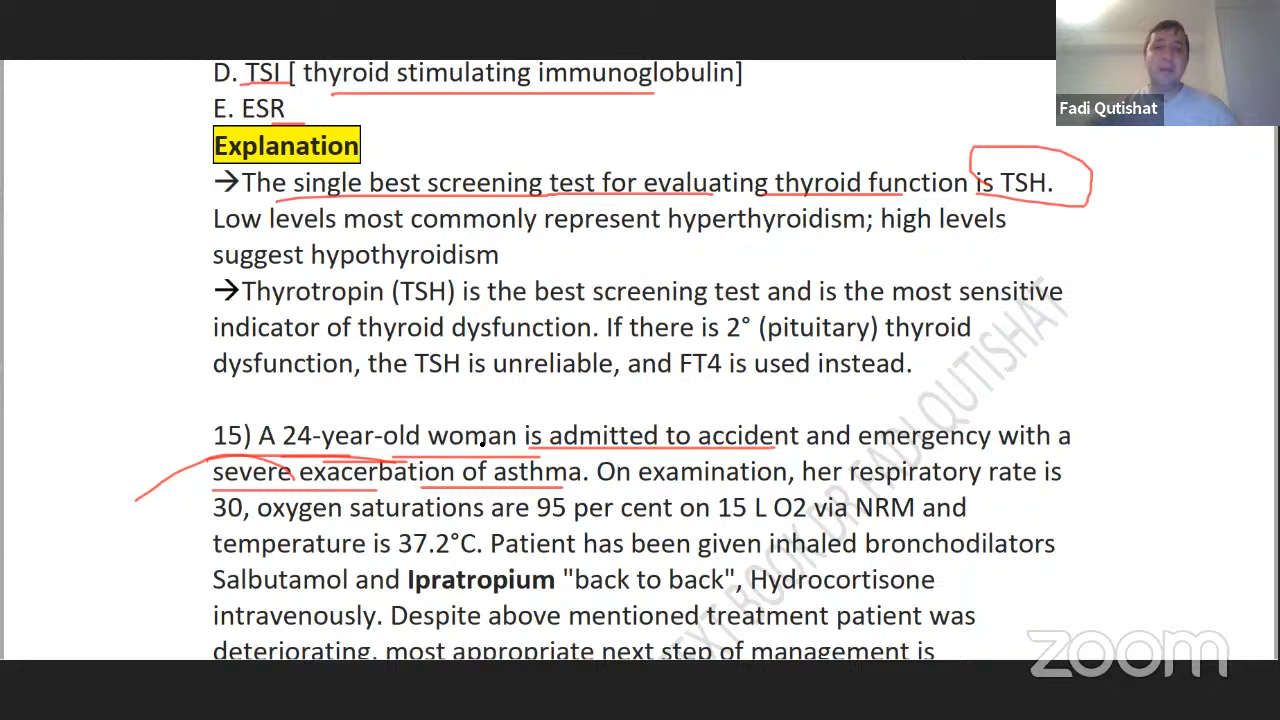 D. TSI [ thyroid stimulating immunoglobulin]
E. ESR
Fadi Qutishat
Explanation
→The single best screening test for evaluating thyroid function is TSH.
Low levels most commonly represent hyperthyroidism; high levels
suggest hypothyroidism
→Thyrotropin (TSH) is the best screening test and is the most sensitive
indicator of thyroid dysfunction. If there is 2° (pituitary) thyroid
dysfunction, the TSH is unreliable, and FT4 is used instead.
15) A 24-year-old woman is admitted to accident and emergency with a
severe exacerbation of asthma. On examination, her respiratory rate is
30, oxygen saturations are 95 per cent on 15 L O2 via NRM and
temperature is 37.2°C. Patient has been given inhaled bronchodilators
Salbutamol and Ipratropium "back to back", Hydrocortisone
intravenously. Despite above mentioned treatment patient was
deteriorating, most appropriate next step of management is
TEXT BOOK DR FADI QUTISHAT
zoom